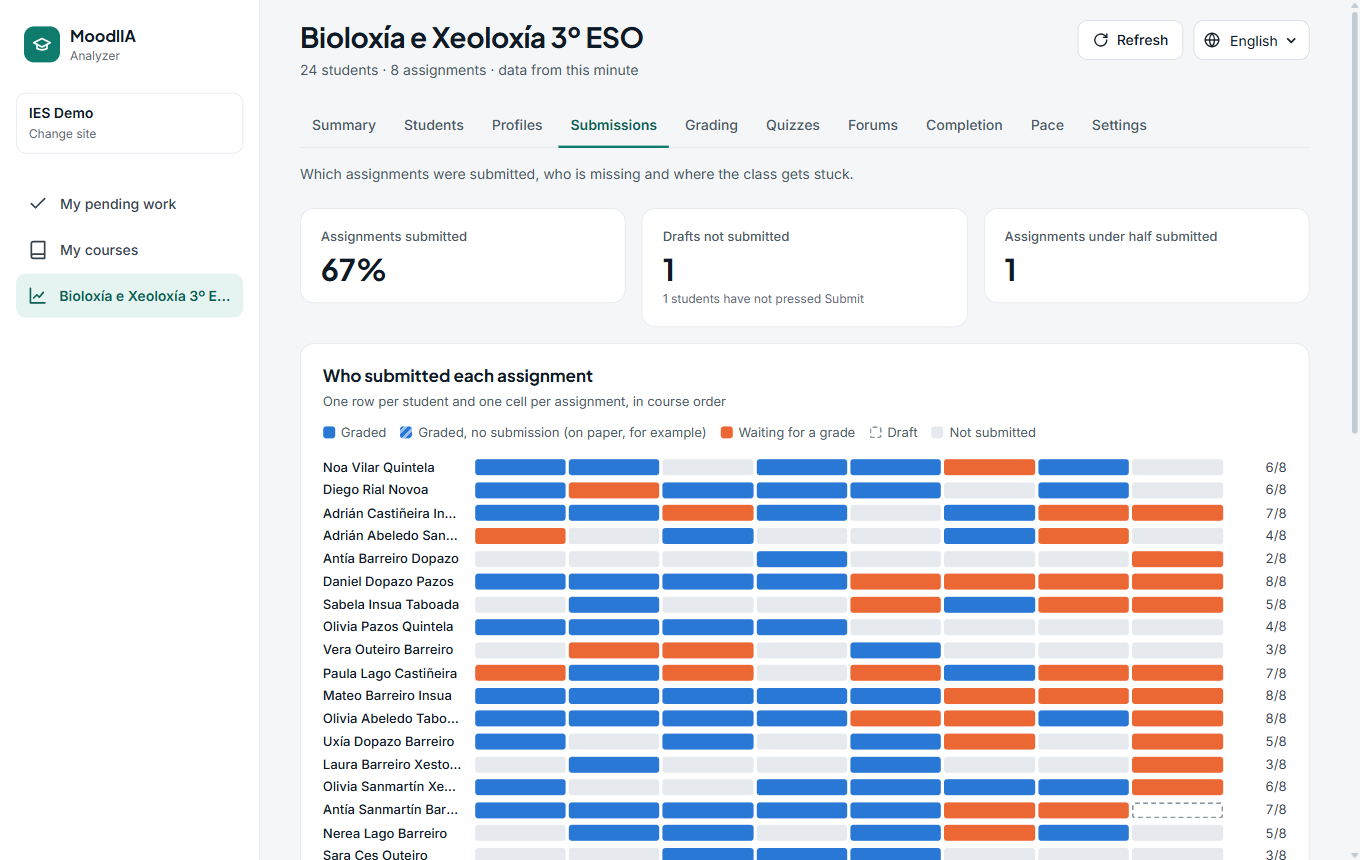 MoodlIA
Analyzer
IES Demo
Change site
My pending work
My courses
Bioloxía e Xeoloxía 3º E...
Bioloxía e Xeoloxía 3º ESO
24 students · 8 assignments · data from this minute
Refresh
English
Summary Students Profiles Submissions Grading Quizzes Forums Completion Pace Settings
Which assignments were submitted, who is missing and where the class gets stuck.
Assignments submitted
67%
Drafts not submitted
1
1 students have not pressed Submit
Assignments under half submitted
1
Who submitted each assignment
One row per student and one cell per assignment, in course order
Graded Graded, no submission (on paper, for example) Waiting for a grade Draft Not submitted
Noa Vilar Quintela 6/8
Diego Rial Novoa 6/8
Adrián Castiñeira In... 7/8
Adrián Abeledo San... 4/8
Antía Barreiro Dopazo 2/8
Daniel Dopazo Pazos 8/8
Sabela Insua Taboada 5/8
Olivia Pazos Quintela 4/8
Vera Outeiro Barreiro 3/8
Paula Lago Castiñeira 7/8
Mateo Barreiro Insua 8/8
Olivia Abeledo Tabo... 8/8
Uxía Dopazo Barreiro 5/8
Laura Barreiro Xesto... 3/8
Olivia Sanmartín Xe... 6/8
Antía Sanmartín Bar... 7/8
Nerea Lago Barreiro 5/8
Sara Ces Outeiro 3/8